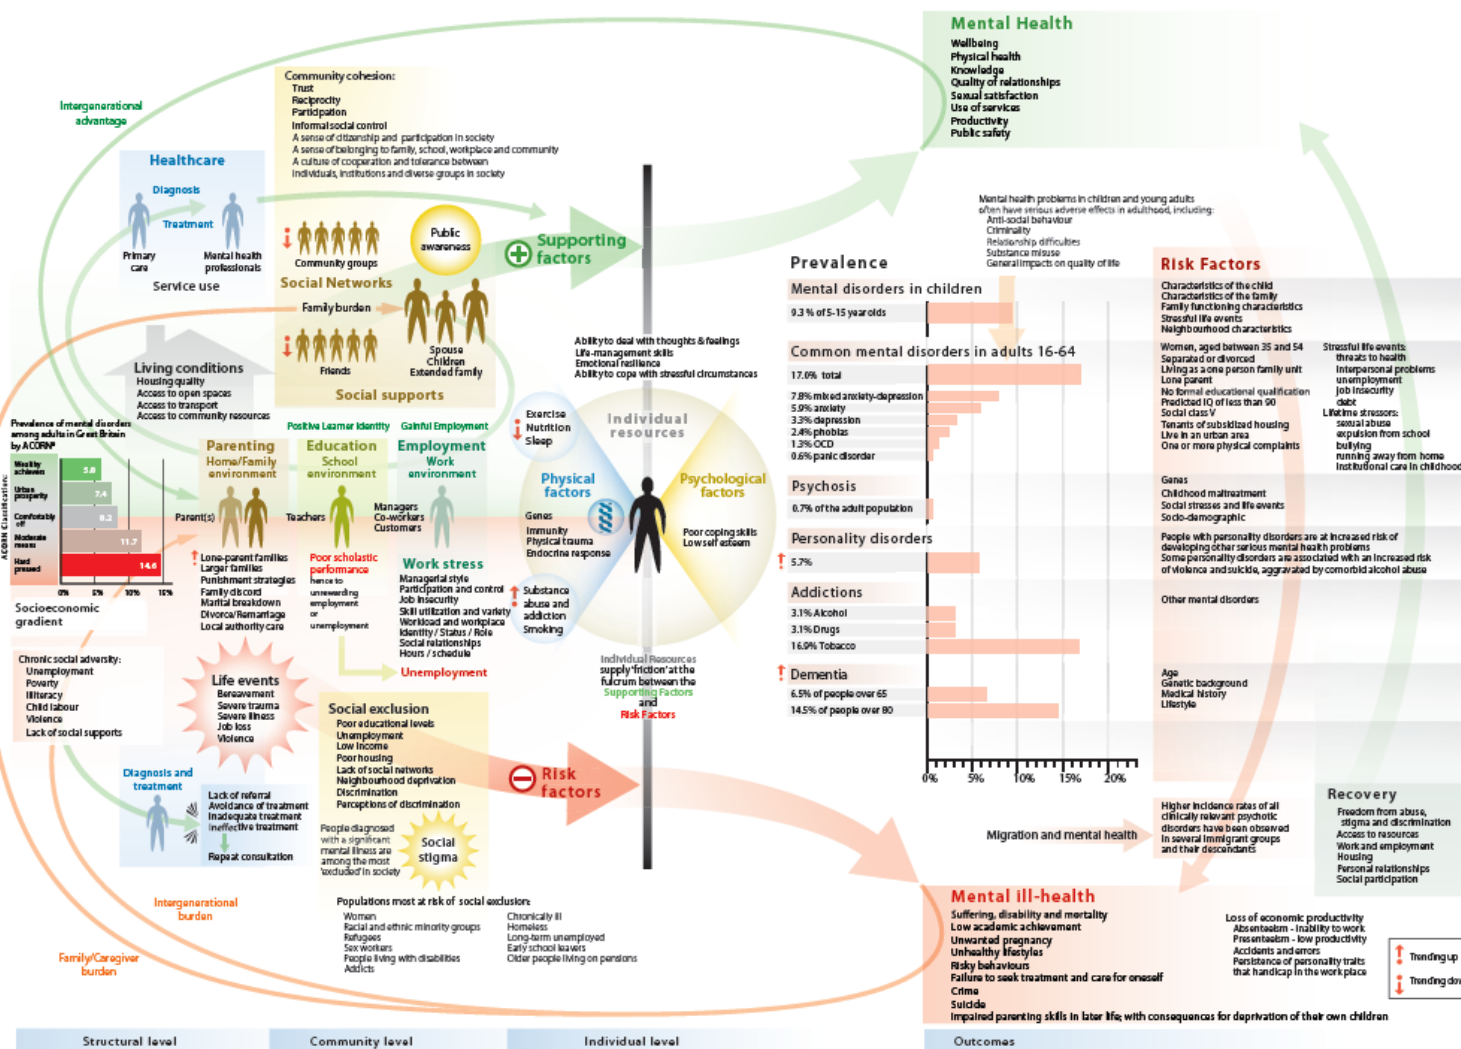 Mental Health
Wellbeing
Physical health
Knowledge
Quality of relationships
Sexual satisfaction
Use of services
Productivity
Public safety
Intergenerational
advantage
Community cohesion:
Trust
Reciprocity
Participation
Informal social control
A sense of citizenship and participation in society
A sense of belonging to family, school, workplace and community
A culture of cooperation and tolerance between
individuals, institutions and diverse groups in society
Healthcare
Diagnosis
Treatment
Primary
care
Mental health
professionals
Service use
Community groups
Public
awareness
Social Networks
Family burden
Friends
Spouse
Children
Extended family
Social supports
Supporting
factors
Living conditions
Housing quality
Access to open spaces
Access to transport
Access to community resources
Prevalence of mental disorders
among adults in Great Britain
by ACORN*
ACORN Classification:
Wealthy
achievers
5.8
Urban
prosperity
7.4
Comfortably
off
8.2
Moderate
means
11.7
Hard
pressed
14.6
0%
5%
10%
15%
Socioeconomic
gradient
Positive Learner Identity
Gainful Employment
Parenting
Home/Family
environment
Parent(s)
Education
School
environment
Teachers
Employment
Work
environment
Managers
Co-workers
Customers
Lone-parent families
Larger families
Punishment strategies
Family discord
Marital breakdown
Divorce/Remarriage
Local authority care
Poor scholastic
performance
hence to
unrewarding
employment
or
unemployment
Work stress
Managerial style
Participation and control
Job insecurity
Skill utilization and variety
Workload and workplace
Identity / Status / Role
Social relationships
Hours / schedule
Unemployment
Ability to deal with thoughts & feelings
Life-management skills
Emotional resilience
Ability to cope with stressful circumstances
Individual
resources
Exercise
Nutrition
Sleep
Physical
factors
Genes
Immunity
Physical trauma
Endocrine response
Psychological
factors
Poor coping skills
Low self esteem
Substance
abuse and
addiction
Smoking
Individual Resources
supply 'friction' at the
fulcrum between the
Supporting Factors
and
Risk Factors
Chronic social adversity:
Unemployment
Poverty
Illiteracy
Child labour
Violence
Lack of social supports
Life events
Bereavement
Severe trauma
Severe illness
Job loss
Violence
Social exclusion
Poor educational levels
Unemployment
Low income
Poor housing
Lack of social networks
Neighbourhood deprivation
Discrimination
Perceptions of discrimination
People diagnosed
with a significant
mental illness are
among the most
'excluded' in society
Social
stigma
Risk
factors
Diagnosis and
treatment
Lack of referral
Avoidance of treatment
Inadequate treatment
Ineffective treatment
Repeat consultation
Intergenerational
burden
Family/Caregiver
burden
Populations most at risk of social exclusion:
Women
Racial and ethnic minority groups
Refugees
Sex workers
People living with disabilities
Addicts
Chronically ill
Homeless
Long-term unemployed
Early school leavers
Older people living on pensions
Mental health problems in children and young adults
often have serious adverse effects in adulthood, including:
Anti-social behaviour
Criminality
Relationship difficulties
Substance misuse
General impacts on quality of life
Prevalence
Mental disorders in children
9.3 % of 5-15 year olds
Common mental disorders in adults 16-64
17.0% total
7.8% mixed anxiety-depression
5.9% anxiety
3.3% depression
2.4% phobias
1.3% OCD
0.6% panic disorder
Psychosis
0.7% of the adult population
Personality disorders
5.7%
Addictions
3.1% Alcohol
3.1% Drugs
16.9% Tobacco
Dementia
6.5% of people over 65
14.5% of people over 80
0%
5%
10%
15%
20%
Risk Factors
Characteristics of the child
Characteristics of the family
Family functioning characteristics
Stressful life events
Neighbourhood characteristics
Women, aged between 35 and 54
Separated or divorced
Living as a one person family unit
Lone parent
No formal educational qualification
Predicted IQ of less than 90
Social class V
Tenants of subsidized housing
Live in an urban area
One or more physical complaints
Stressful life events:
threats to health
interpersonal problems
unemployment
job insecurity
debt
Lifetime stressors:
sexual abuse
expulsion from school
bullying
running away from home
institutional care in childhood
Genes
Childhood maltreatment
Social stresses and life events
Socio-demographic
People with personality disorders are at increased risk of
developing other serious mental health problems
Some personality disorders are associated with an increased risk
of violence and suicide, aggravated by comorbid alcohol abuse
Other mental disorders
Age
Genetic background
Medical history
Lifestyle
Migration and mental health
Higher incidence rates of all
clinically relevant psychotic
disorders have been observed
in several immigrant groups
and their descendants
Recovery
Freedom from abuse,
stigma and discrimination
Access to resources
Work and employment
Housing
Personal relationships
Social participation
Mental ill-health
Suffering, disability and mortality
Low academic achievement
Unwanted pregnancy
Unhealthy lifestyles
Risky behaviours
Failure to seek treatment and care for oneself
Crime
Suicide
Impaired parenting skills in later life; with consequences for deprivation of their own children
Loss of economic productivity
Absenteeism - inability to work
Presenteeism - low productivity
Accidents and errors
Persistence of personality traits
that handicap in the work place
Trending up
Trending dow
Structural level
Community level
Individual level
Outcomes